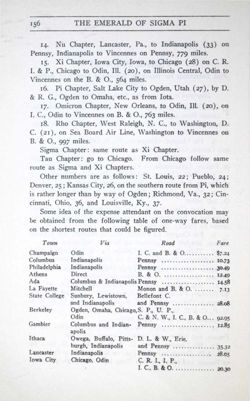 156 THE EMERALD OF SIGMA PI
14. Nu Chapter, Lancaster, Pa., to Indianapolis (33) on
Pennsy, Indianapolis to Vincennes on Pennsy, 779 miles.
15. Xi Chapter, Iowa City, Iowa, to Chicago (28) on C. R.
I. & P., Chicago to Odin, Ill. (20), on Illinois Central, Odin to
Vincennes on the B. & O., 564 miles.
16. Pi Chapter, Salt Lake City to Ogden, Utah (27), by D.
& R. G., Ogden to Omaha, etc., as from Iota.
17. Omicron Chapter, New Orleans, to Odin, Ill. (20), on
I. C., Odin to Vincennes on B. & O., 763 miles.
18. Rho Chapter, West Raleigh, N. C., to Washington, D.
C. (21), on Sea Board Air Line, Washington to Vincennes on
B. & O., 997 miles.
Sigma Chapter: same route as Xi Chapter.
Tau Chapter: go to Chicago. From Chicago follow same
route as Sigma and Xi Chapters.
Other numbers are as follows: St. Louis, 22; Pueblo, 24;
Denver, 25; Kansas City, 26, on the southern route from Pi, which
is rather longer than by way of Ogden; Richmond, Va., 32; Cin-
cinnati, Ohio, 36, and Louisville, Ky., 37.
Some idea of the expense attendant on the convocation may
be obtained from the following table of one-way fares, based
on the shortest routes that could be figured.
Town Via Road Fare
Champaign Odin I. C. and B. & O. $7.24
Columbus Indianapolis Pennsy 10.73
Philadelphia Indianapolis Pennsy 30.49
Athens Direct B. & O. 12.49
Ada Columbus & Indianapolis Pennsy 14.58
La Fayette Mitchell Monon and B. & O. 7.13
State College Sunbury, Lewistown, Bellefont C.
and Indianapolis and Pennsy 28.08
Berkeley Ogden, Omaha, Chicago, S. P., U. P.,
Odin C. & N. W., I. C., B. & O. 92.95
Gambier Columbus and Indian- Pennsy 12.85
apolis
Ithaca Owega, Buffalo, Pitts- D. L. & W., Erie,
burgh, Indianapolis and Pennsy 35.32
Lancaster Indianapolis Pennsy 28.03
Iowa City Chicago, Odin C. R. I., I. P.,
I. C., B. & O. 20.30